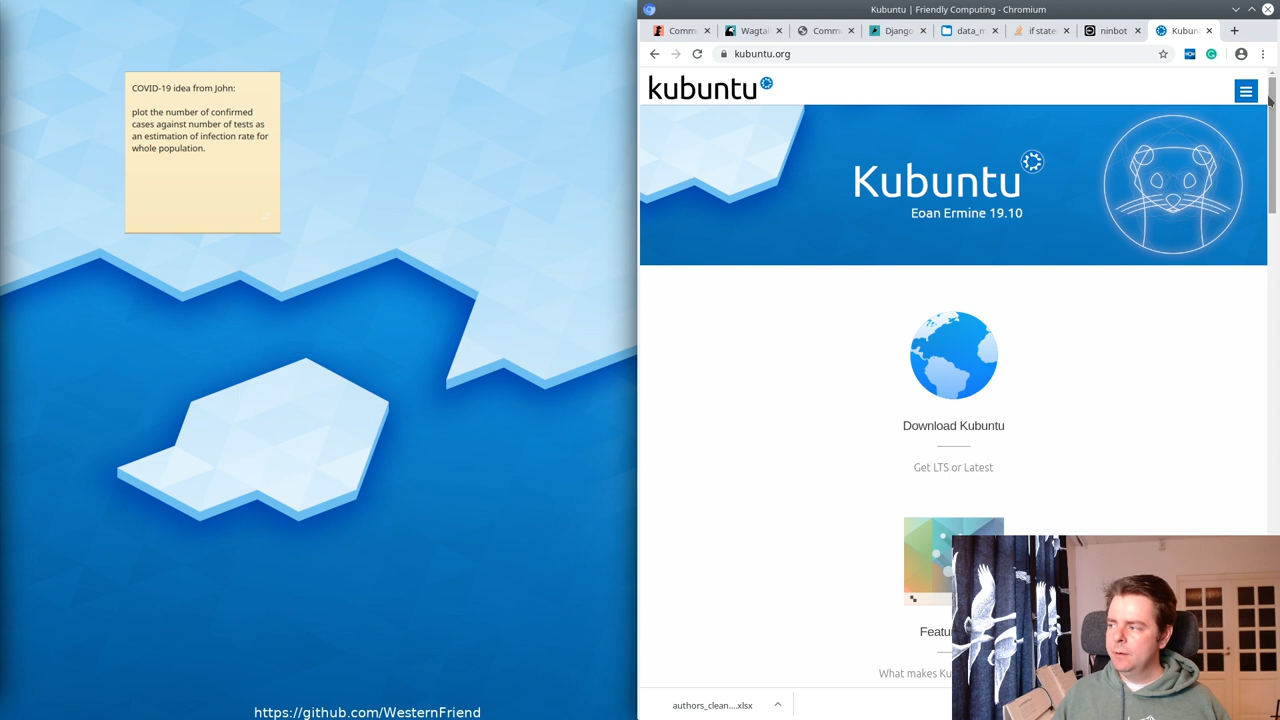 COVID-19 idea from John:
plot the number of confirmed
cases against number of tests as
an estimation of infection rate for
whole population.
https://github.com/WesternFriend
Kubuntu | Friendly Computing - Chromium
Comm
Wagtai
Comm
Django
data_m
if state
ninbot
Kubun
kubuntu.org
kubuntu
Kubuntu
Eoan Ermine 19.10
Download Kubuntu
Get LTS or Latest
Featu
What makes Ku
authors_clean....xlsx